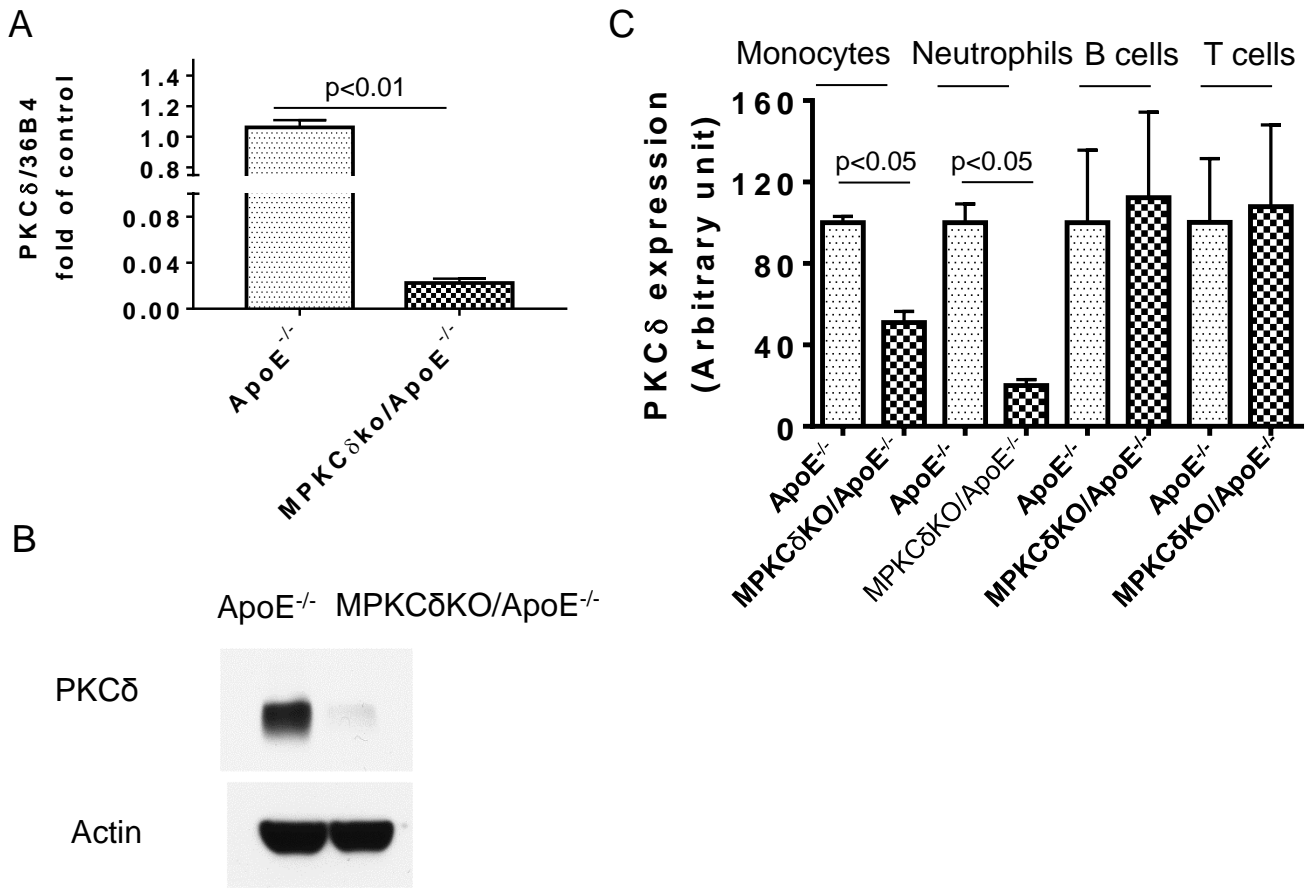 A
PKCδ/36B4
fold of control
1.4
1.2
1.0
0.8
0.08
0.04
0.00
p<0.01
ApoE-/-
MPKCδko/ApoE-/-
B
ApoE-/- MPKCδKO/ApoE-/-
PKCδ
Actin
C
Monocytes Neutrophils B cells T cells
PKCδ expression
(Arbitrary unit)
160
120
80
40
0
p<0.05 p<0.05
ApoE-/-
MPKCδKO/ApoE-/-
ApoE-/-
MPKCδKO/ApoE-/-
ApoE-/-
MPKCδKO/ApoE-/-
ApoE-/-
MPKCδKO/ApoE-/-